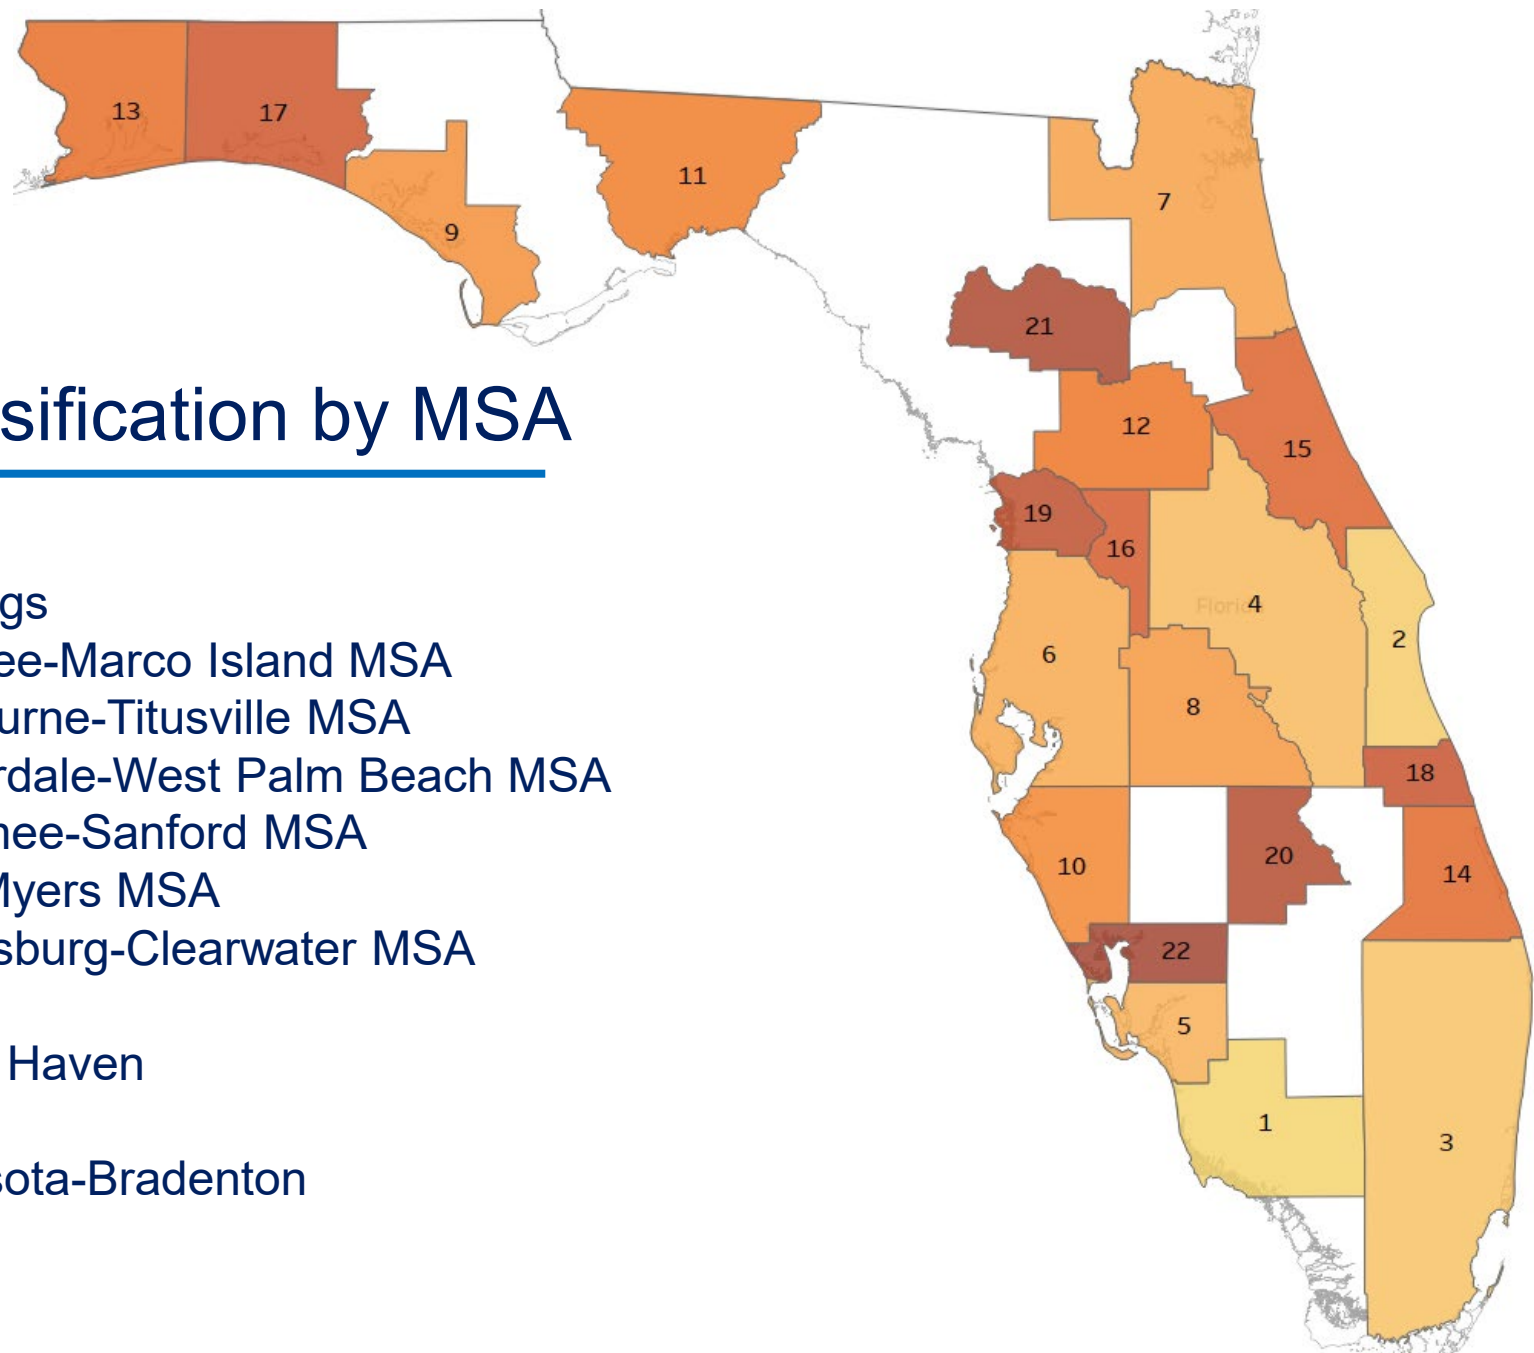 13
17
11
7
9
21
sification by MSA
12
15
19
16
gs
4
Florid
2
ee-Marco Island MSA
6
urne-Titusville MSA
8
rdale-West Palm Beach MSA
18
nee-Sanford MSA
20
10
14
Myers MSA
sburg-Clearwater MSA
22
5
Haven
1
3
sota-Bradenton